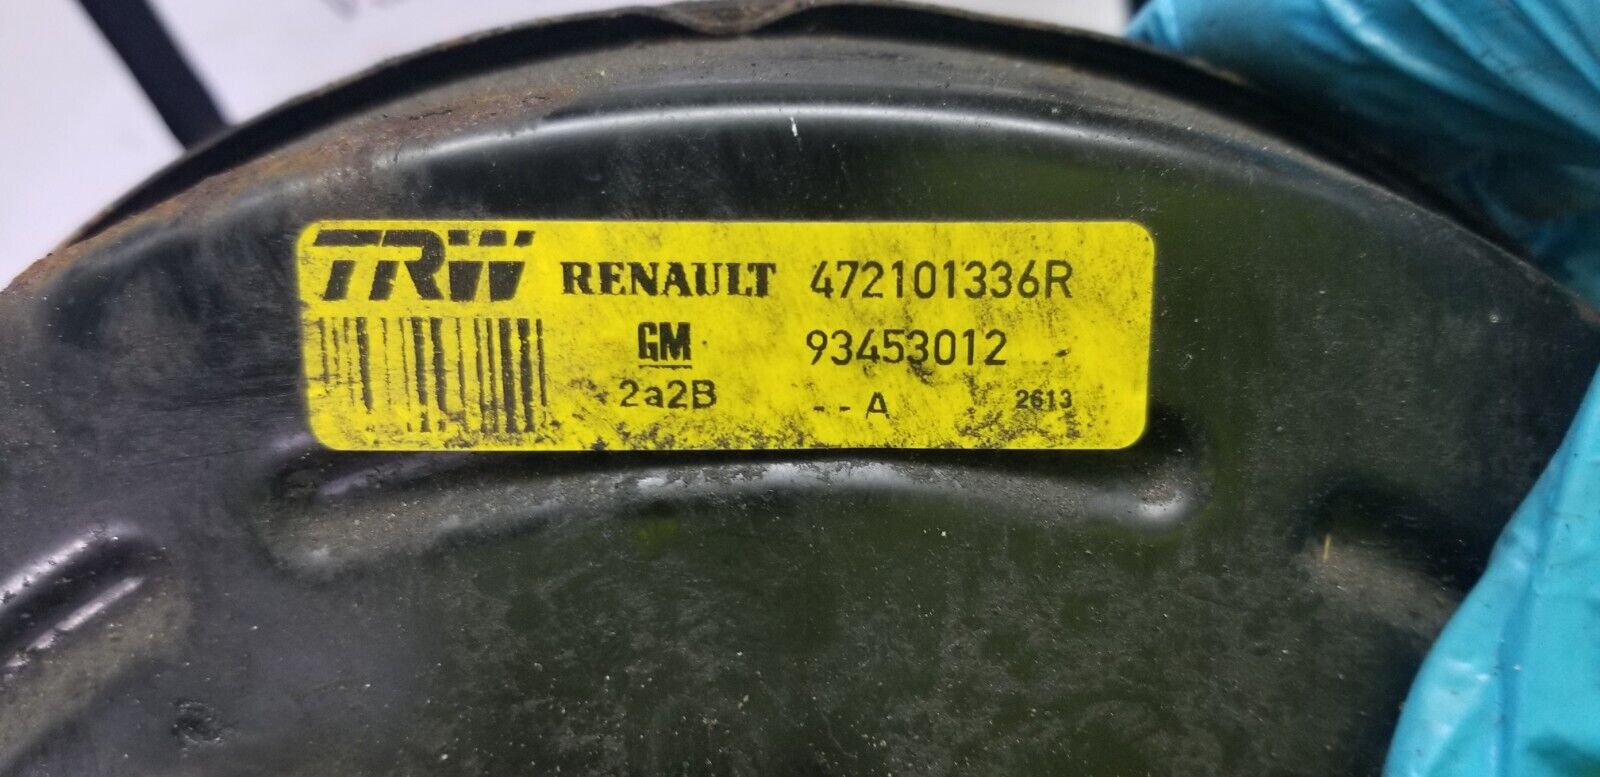 TRW RENAULT 472101336R
GM 93453012
2a2B --A 2613